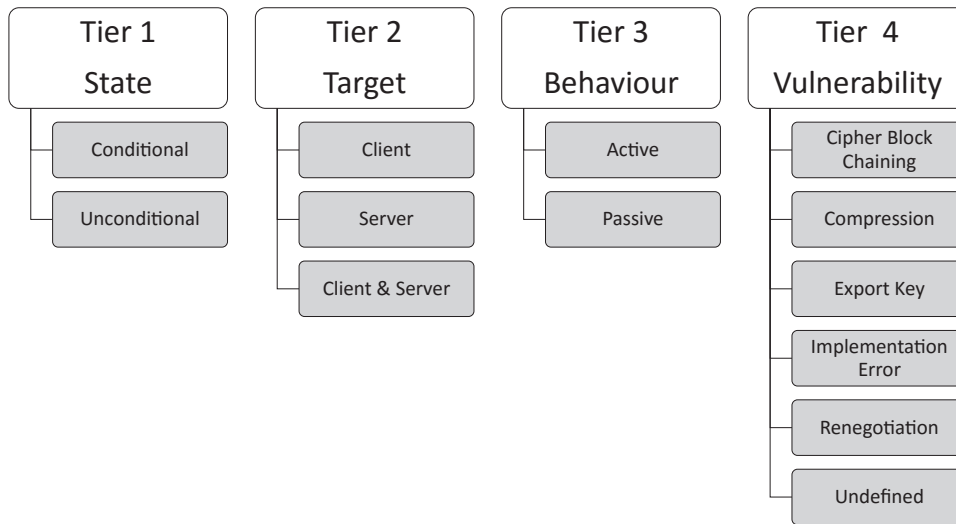 Tier 1
State
Conditional
Unconditional
Tier 2
Target
Client
Server
Client & Server
Tier 3
Behaviour
Active
Passive
Tier 4
Vulnerability
Cipher Block
Chaining
Compression
Export Key
Implementation
Error
Renegotiation
Undefined